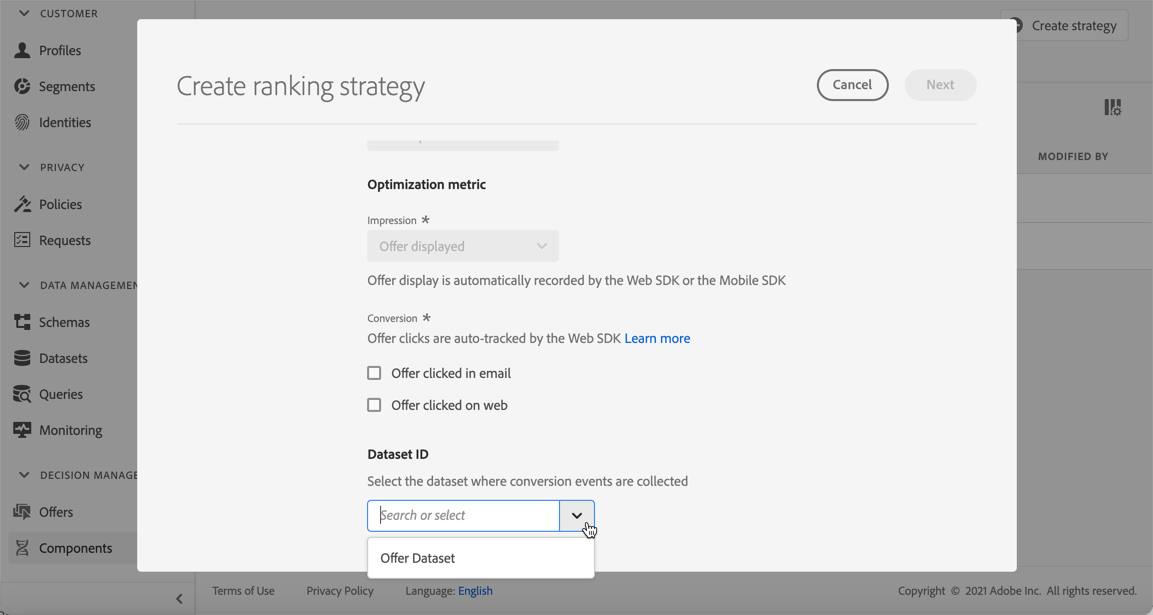 CUSTOMER
Profiles
Segments
Identities
PRIVACY
Policies
Requests
DATA MANAGEMEN
Schemas
Datasets
Queries
Monitoring
DECISION MANAGE
Offers
Components
Create strategy
MODIFIED BY
Create ranking strategy
Cancel
Next
Optimization metric
Impression *
Offer displayed
Offer display is automatically recorded by the Web SDK or the Mobile SDK
Conversion *
Offer clicks are auto-tracked by the Web SDK Learn more
Offer clicked in email
Offer clicked on web
Dataset ID
Select the dataset where conversion events are collected
Search or select
Offer Dataset
Terms of Use Privacy Policy Language: English Copyright © 2021 Adobe Inc. All rights reserved.